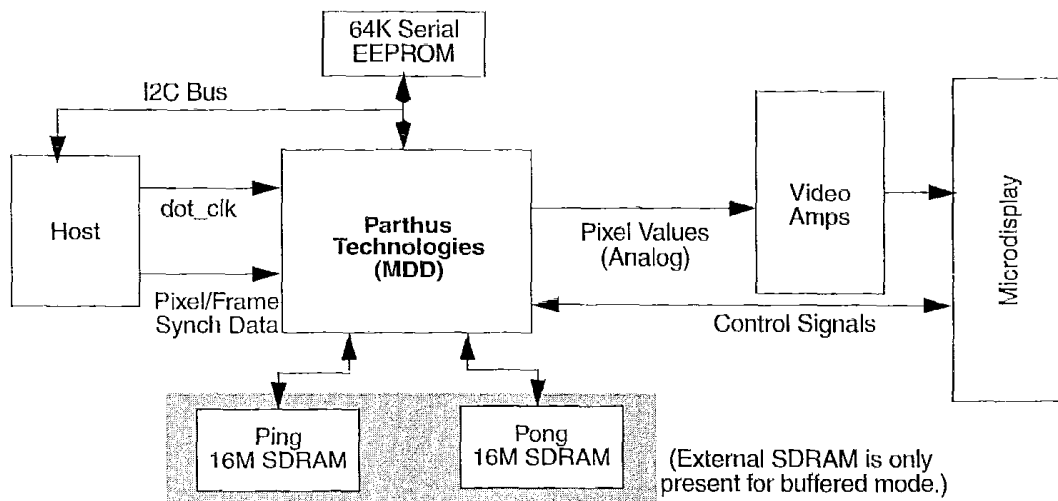 64K Serial
EEPROM
I2C Bus
Host
dot_clk
Pixel/Frame
Synch Data
Parthus
Technologies
(MDD)
Pixel Values
(Analog)
Video
Amps
Microdisplay
Control Signals
Ping
16M SDRAM
Pong
16M SDRAM
(External SDRAM is only
present for buffered mode.)